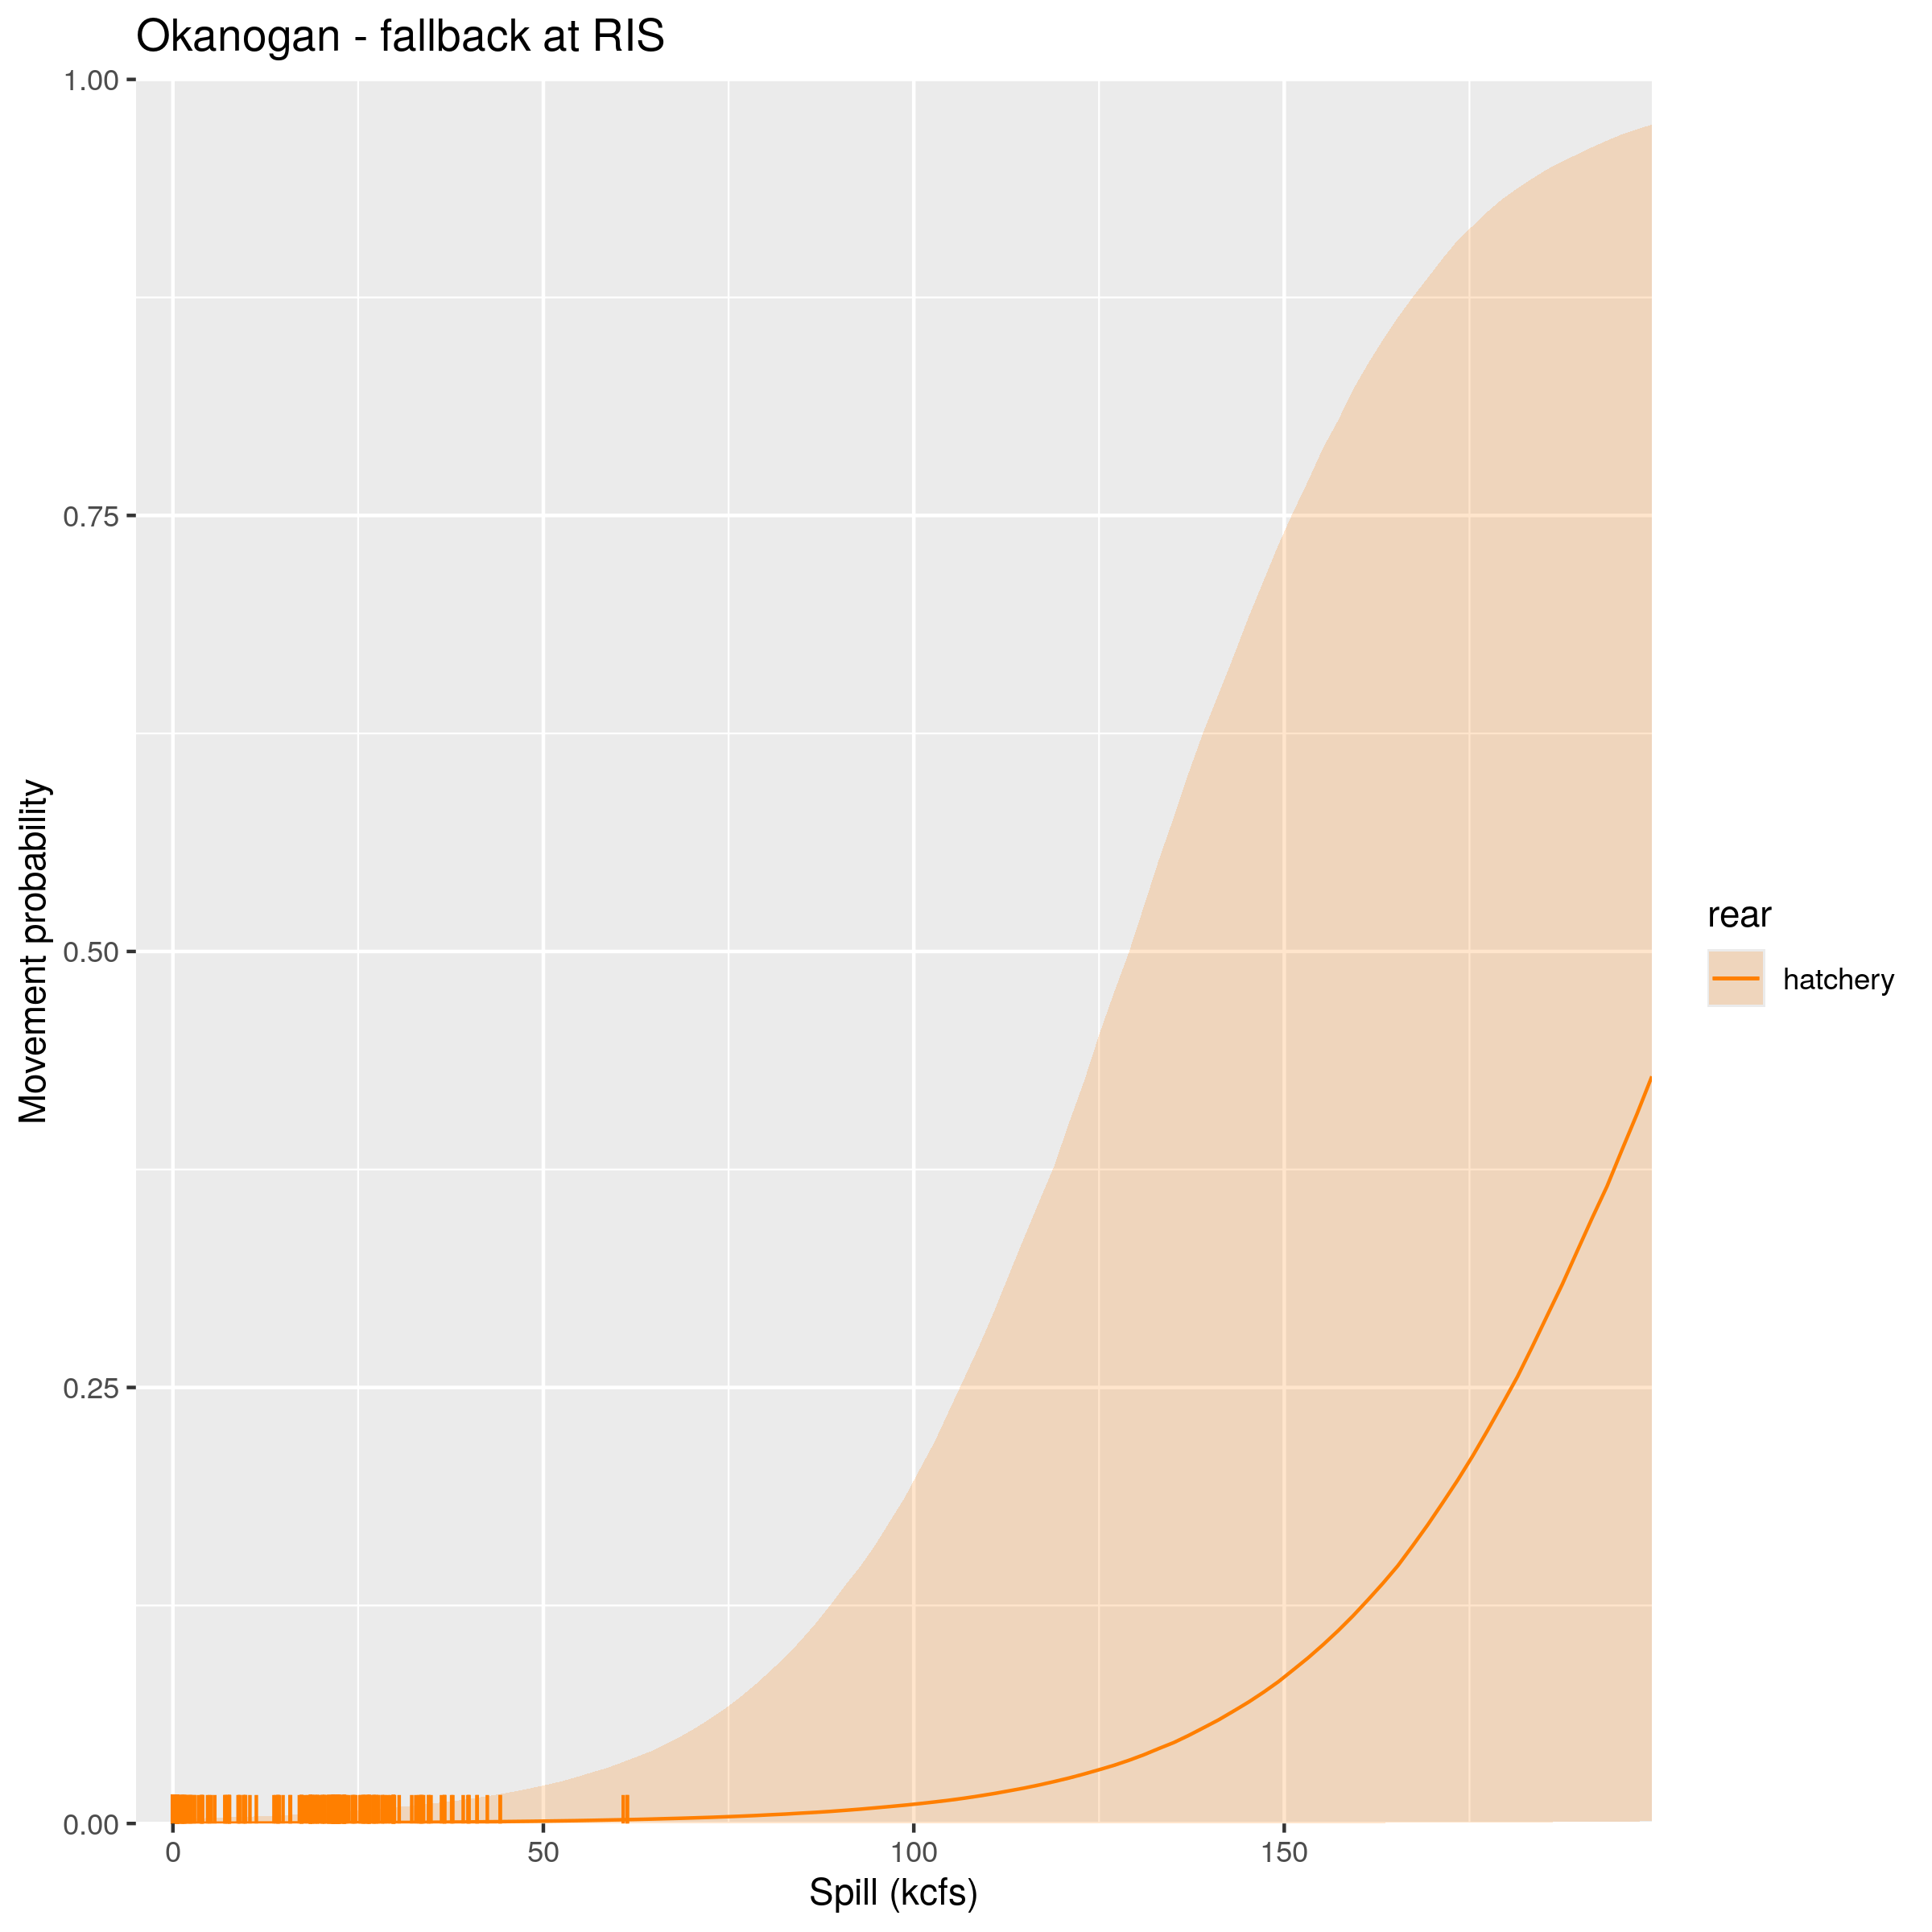 Okanogan - fallback at RIS
1.00
0.75
0.50
0.25
0.00
Movement probability
0
50
100
150
Spill (kcfs)
rear
hatchery